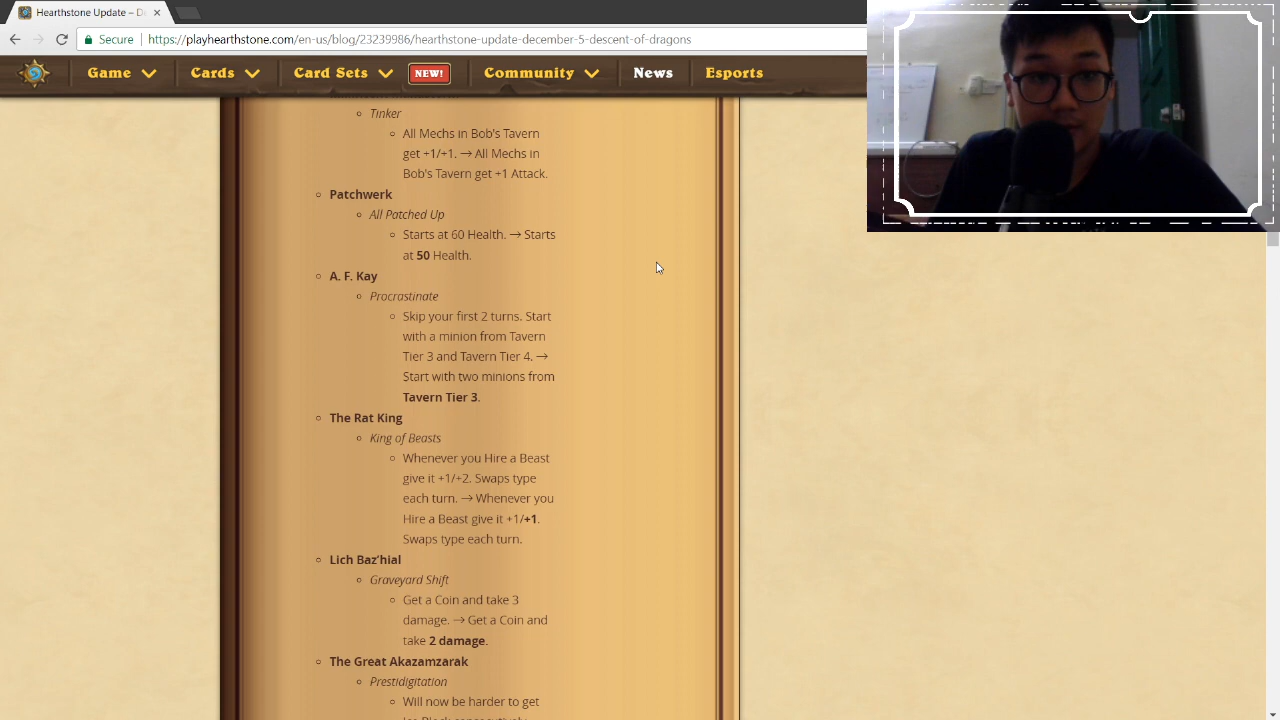 Hearthstone Update – D
Secure | https://playhearthstone.com/en-us/blog/23239986/hearthstone-update-december-5-descent-of-dragons
Game Cards Card Sets NEW! Community News Esports
Tinker
All Mechs in Bob's Tavern
get +1/+1. → All Mechs in
Bob's Tavern get +1 Attack.
Patchwerk
All Patched Up
Starts at 60 Health. → Starts
at 50 Health.
A. F. Kay
Procrastinate
Skip your first 2 turns. Start
with a minion from Tavern
Tier 3 and Tavern Tier 4. →
Start with two minions from
Tavern Tier 3.
The Rat King
King of Beasts
Whenever you Hire a Beast
give it +1/+2. Swaps type
each turn. → Whenever you
Hire a Beast give it +1/+1.
Swaps type each turn.
Lich Baz'hial
Graveyard Shift
Get a Coin and take 3
damage. → Get a Coin and
take 2 damage.
The Great Akazamzarak
Prestidigitation
Will now be harder to get
Ice Block consecutively